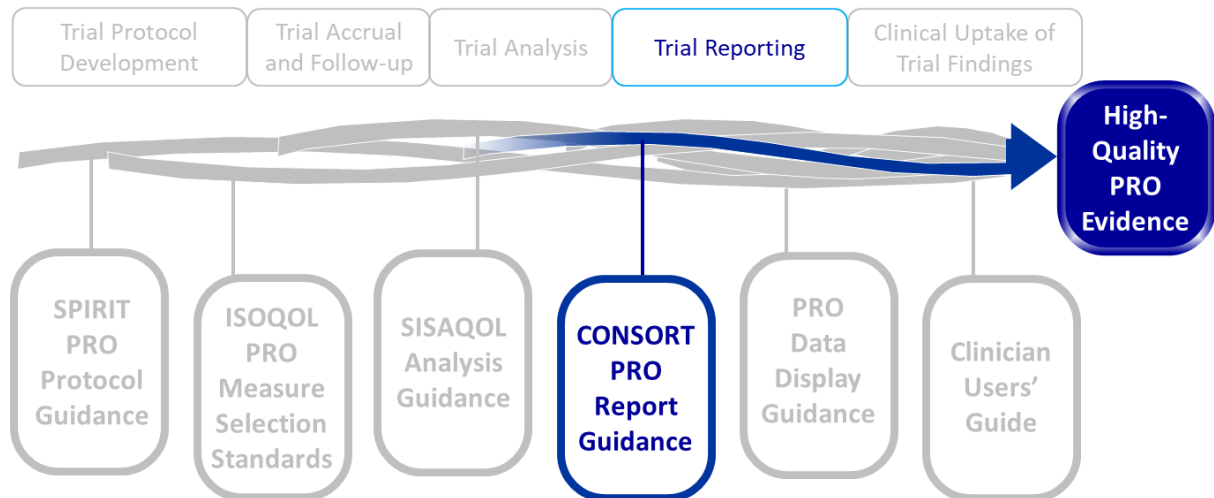 Trial Protocol
Development
Trial Accrual
and Follow-up
Trial Analysis
Trial Reporting
Clinical Uptake of
Trial Findings
High-
Quality
PRO
Evidence
SPIRIT
PRO
Protocol
Guidance
ISOQOL
PRO
Measure
Selection
Standards
SISAQOL
Analysis
Guidance
CONSORT
PRO
Report
Guidance
PRO
Data
Display
Guidance
Clinician
Users’
Guide